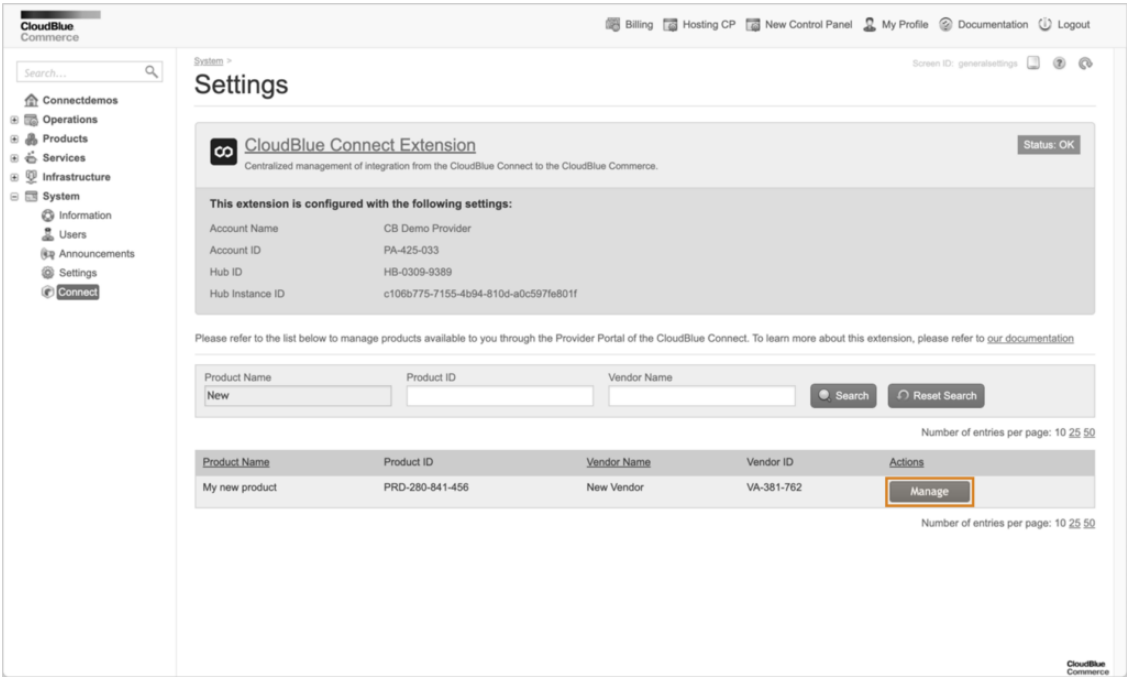 CloudBlue
Commerce
Billing Hosting CP New Control Panel My Profile Documentation Logout
Search...
Connectdemos
Operations
Products
Services
Infrastructure
System
Information
Users
Announcements
Settings
Connect
System >
Screen ID: generalsettings
Settings
CloudBlue Connect Extension
Status: OK
Centralized management of integration from the CloudBlue Connect to the CloudBlue Commerce.
This extension is configured with the following settings:
Account Name CB Demo Provider
Account ID PA-425-033
Hub ID HB-0309-9389
Hub Instance ID c106b775-7155-4b94-810d-a0c597fe801f
Please refer to the list below to manage products available to you through the Provider Portal of the CloudBlue Connect. To learn more about this extension, please refer to our documentation
Product Name Product ID Vendor Name
New Search Reset Search
Number of entries per page: 10 25 50
Product Name Product ID Vendor Name Vendor ID Actions
My new product PRD-280-841-456 New Vendor VA-381-762 Manage
Number of entries per page: 10 25 50
CloudBlue
Commerce